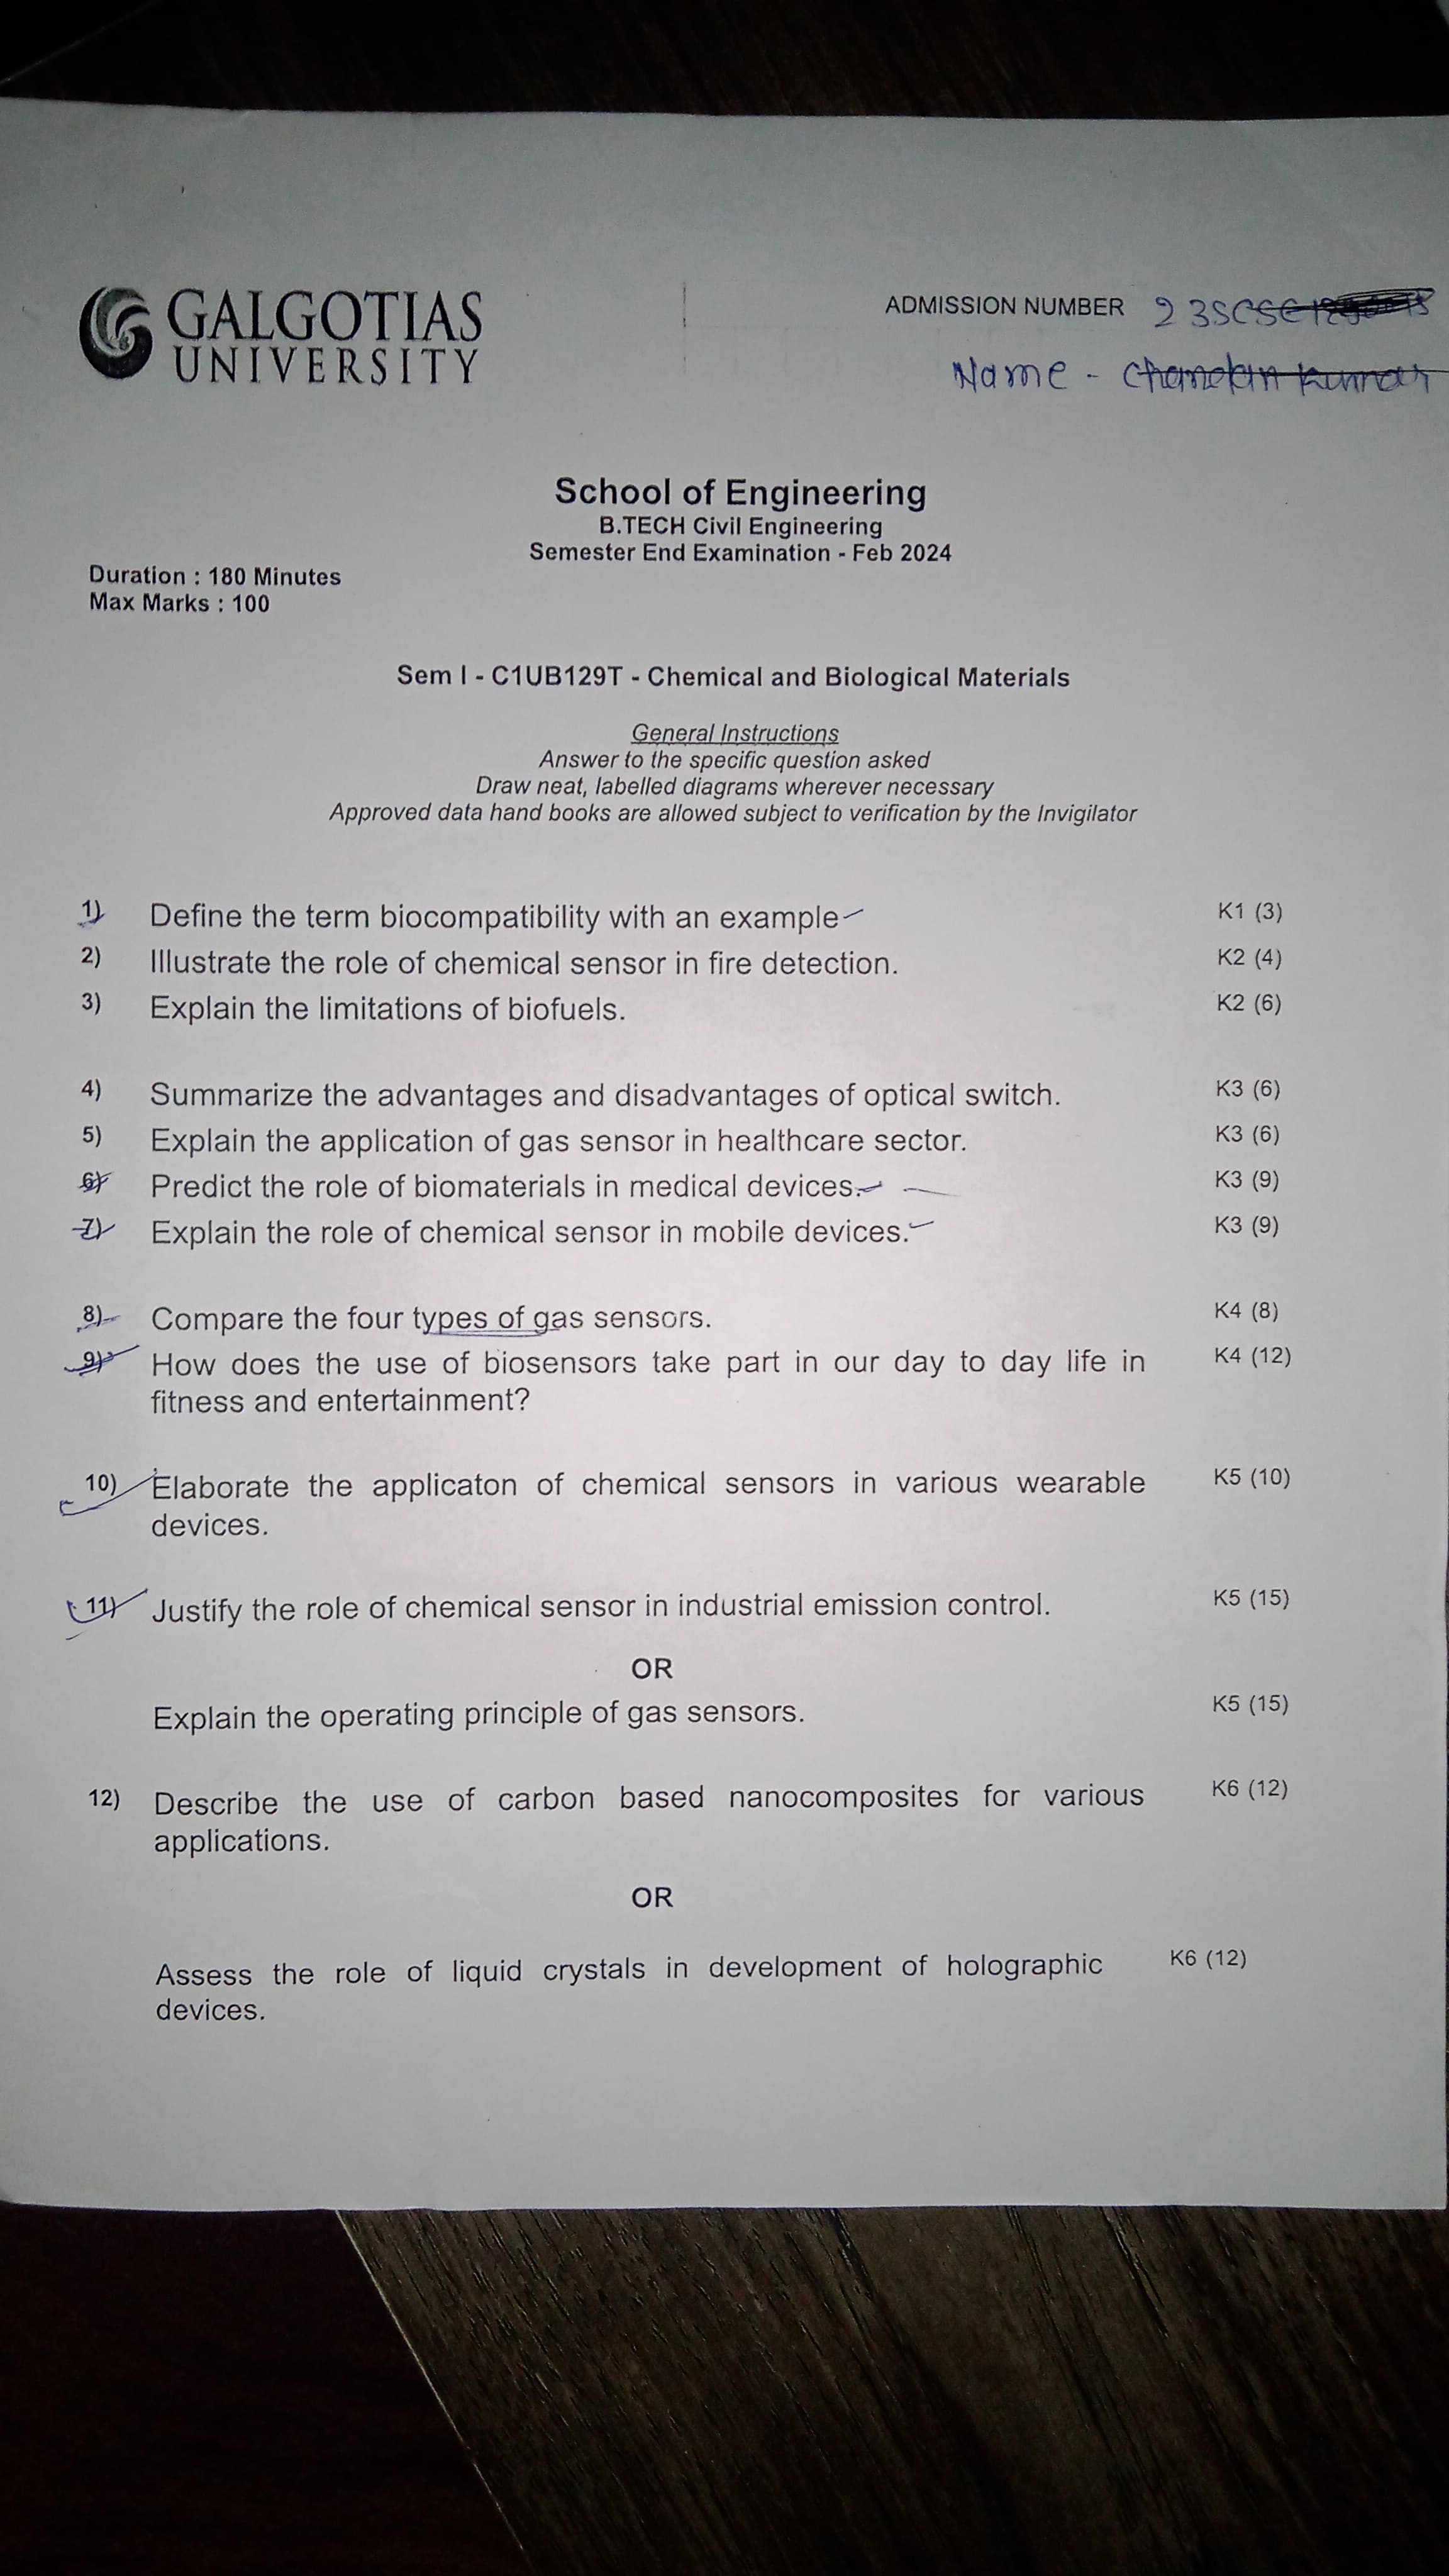 GALGOTIAS
UNIVERSITY
ADMISSION NUMBER 23SCSE
Name -
School of Engineering
B.TECH Civil Engineering
Semester End Examination - Feb 2024
Duration : 180 Minutes
Max Marks : 100
Sem I - C1UB129T - Chemical and Biological Materials
General Instructions
Answer to the specific question asked
Draw neat, labelled diagrams wherever necessary
Approved data hand books are allowed subject to verification by the Invigilator
1) Define the term biocompatibility with an example K1 (3)
2) Illustrate the role of chemical sensor in fire detection. K2 (4)
3) Explain the limitations of biofuels. K2 (6)
4) Summarize the advantages and disadvantages of optical switch. K3 (6)
5) Explain the application of gas sensor in healthcare sector. K3 (6)
6) Predict the role of biomaterials in medical devices. K3 (9)
7) Explain the role of chemical sensor in mobile devices. K3 (9)
8) Compare the four types of gas sensors. K4 (8)
9) How does the use of biosensors take part in our day to day life in K4 (12)
fitness and entertainment?
10) Elaborate the applicaton of chemical sensors in various wearable K5 (10)
devices.
11) Justify the role of chemical sensor in industrial emission control. K5 (15)
OR
Explain the operating principle of gas sensors. K5 (15)
12) Describe the use of carbon based nanocomposites for various K6 (12)
applications.
OR
Assess the role of liquid crystals in development of holographic K6 (12)
devices.